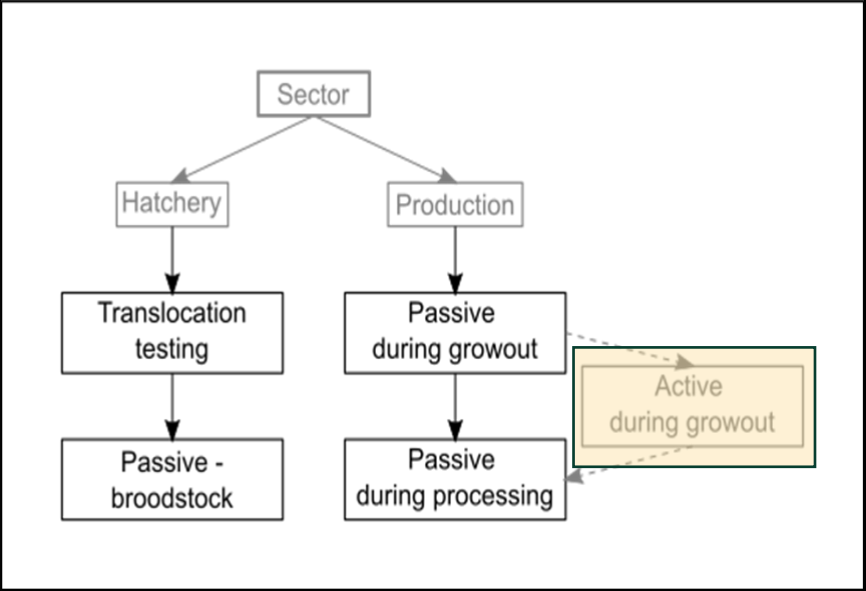 Sector
Hatchery
Production
Translocation
testing
Passive
during growout
Active
during growout
Passive -
broodstock
Passive
during processing